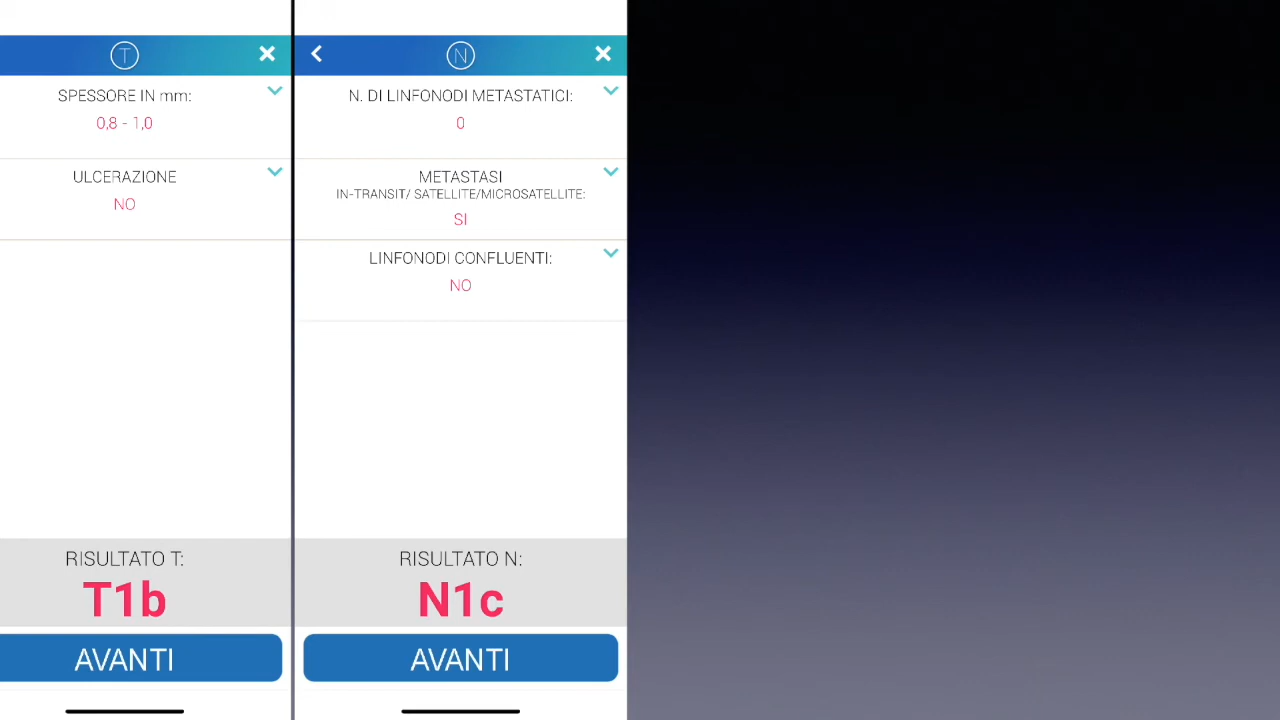 T
SPESSORE IN mm:
0,8 - 1,0
ULCERAZIONE
NO
RISULTATO T:
T1b
AVANTI
N
N. DI LINFONODI METASTATICI:
0
METASTASI
IN-TRANSIT/ SATELLITE/MICROSATELLITE:
SI
LINFONODI CONFLUENTI:
NO
RISULTATO N:
N1c
AVANTI